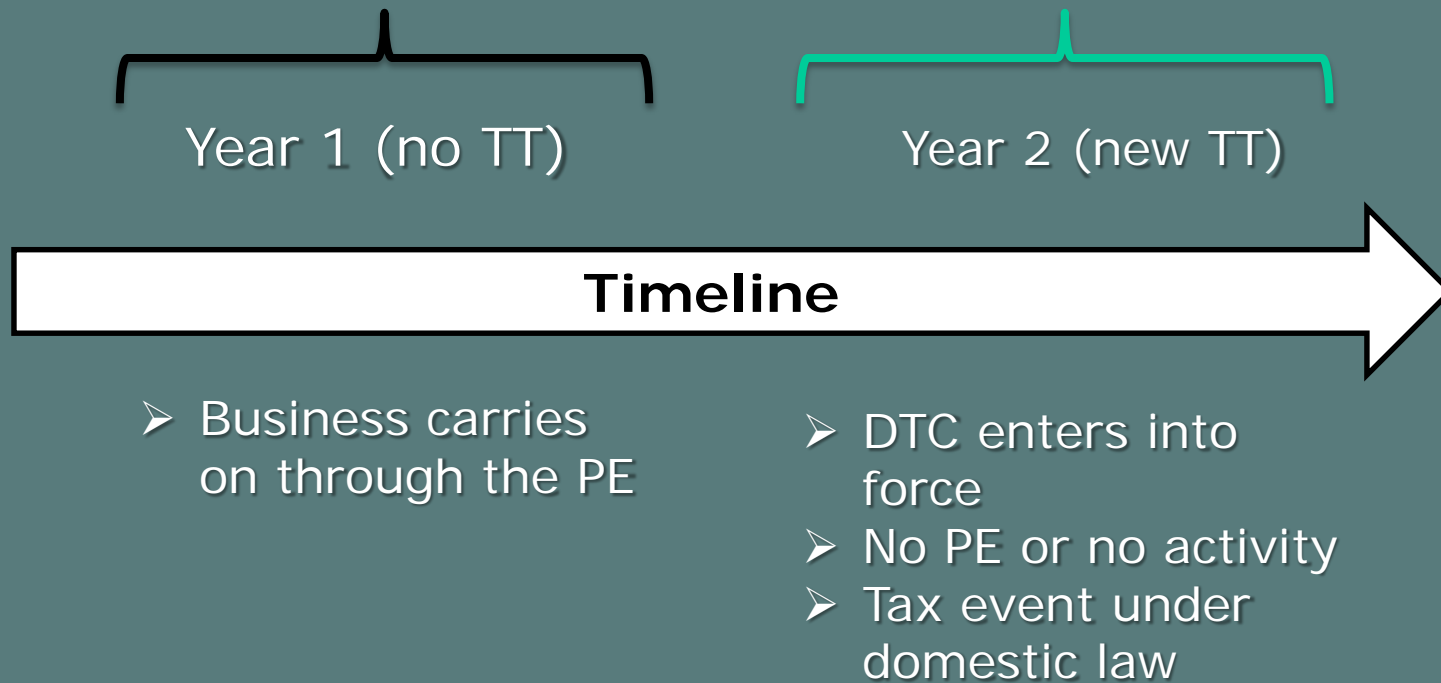 Year 1 (no TT)
Year 2 (new TT)
Timeline
➢ Business carries
on through the PE
➢ DTC enters into
force
➢ No PE or no activity
➢ Tax event under
domestic law